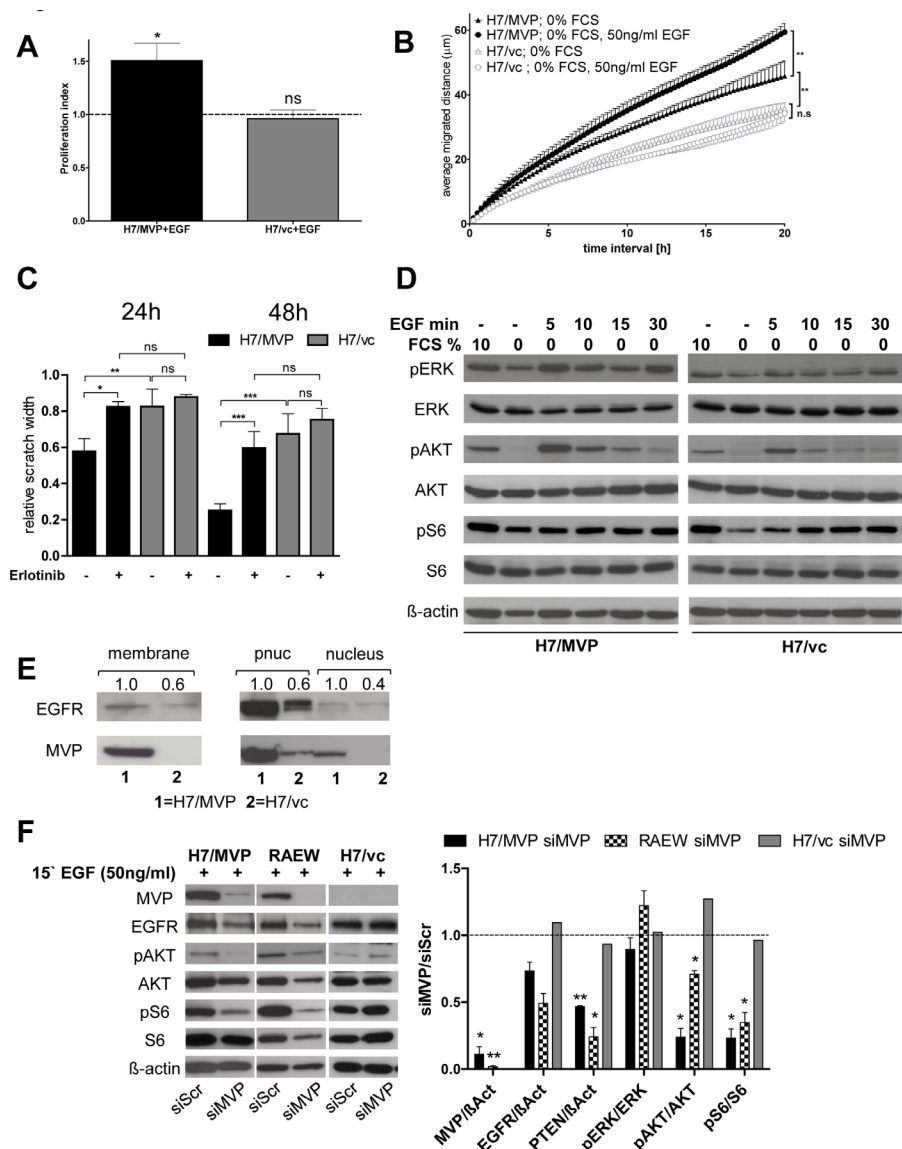 A
*
ns
Proliferation index
1.5
1.0
0.5
0.0
H7/MVP+EGF
H7/vc+EGF
B
H7/MVP; 0% FCS
H7/MVP; 0% FCS, 50ng/ml EGF
H7/vc; 0% FCS
H7/vc ; 0% FCS, 50ng/ml EGF
average migrated distance (µm)
60
40
20
0
**
**
n.s
0
5
10
15
20
time interval [h]
C
24h
48h
H7/MVP
H7/vc
ns
**
ns
*
ns
***
ns
***
relative scratch width
1.0
0.8
0.6
0.4
0.2
0.0
Erlotinib
- + - + - + - +
D
EGF min - - 5 10 15 30 - - 5 10 15 30
FCS % 10 0 0 0 0 0 10 0 0 0 0 0
pERK
ERK
pAKT
AKT
pS6
S6
ß-actin
H7/MVP
H7/vc
E
membrane pnuc nucleus
1.0 0.6 1.0 0.6 1.0 0.4
EGFR
MVP
1 2 1 2 1 2
1=H7/MVP 2=H7/vc
F
H7/MVP RAEW H7/vc
15` EGF (50ng/ml) + + + + + +
MVP
EGFR
pAKT
AKT
pS6
S6
ß-actin
siScr siMVP siScr siMVP siScr siMVP
H7/MVP siMVP
RAEW siMVP
H7/vc siMVP
siMVP/siScr
1.5
1.0
0.5
0.0
* ** ** * * * * *
MVP/ßAct
EGFR/ßAct
PTEN/ßAct
pERK/ERK
pAKT/AKT
pS6/S6